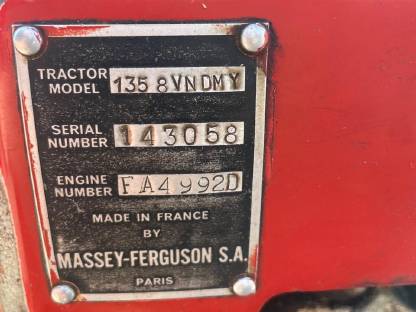 TRACTOR MODEL 135 8VNDMY
SERIAL NUMBER 143058
ENGINE NUMBER FA4992D
MADE IN FRANCE
BY
MASSEY-FERGUSON S.A.
PARIS